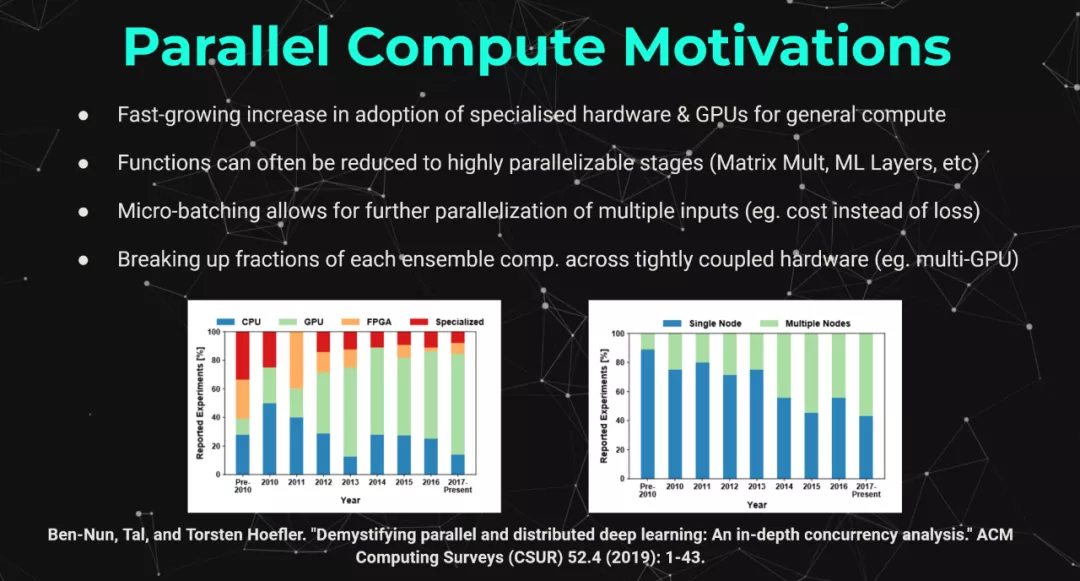 Parallel Compute Motivations
● Fast-growing increase in adoption of specialised hardware & GPUs for general compute
● Functions can often be reduced to highly parallelizable stages (Matrix Mult, ML Layers, etc)
● Micro-batching allows for further parallelization of multiple inputs (eg. cost instead of loss)
● Breaking up fractions of each ensemble comp. across tightly coupled hardware (eg. multi-GPU)
CPU GPU FPGA Specialized
Reported Experiments [%]
100
80
60
40
20
0
Pre-2010 2010 2011 2012 2013 2014 2015 2016 2017-Present
Year
Single Node Multiple Nodes
Reported Experiments [%]
100
80
60
40
20
0
Pre-2010 2010 2011 2012 2013 2014 2015 2016 2017-Present
Year
Ben-Nun, Tal, and Torsten Hoefler. "Demystifying parallel and distributed deep learning: An in-depth concurrency analysis." ACM
Computing Surveys (CSUR) 52.4 (2019): 1-43.